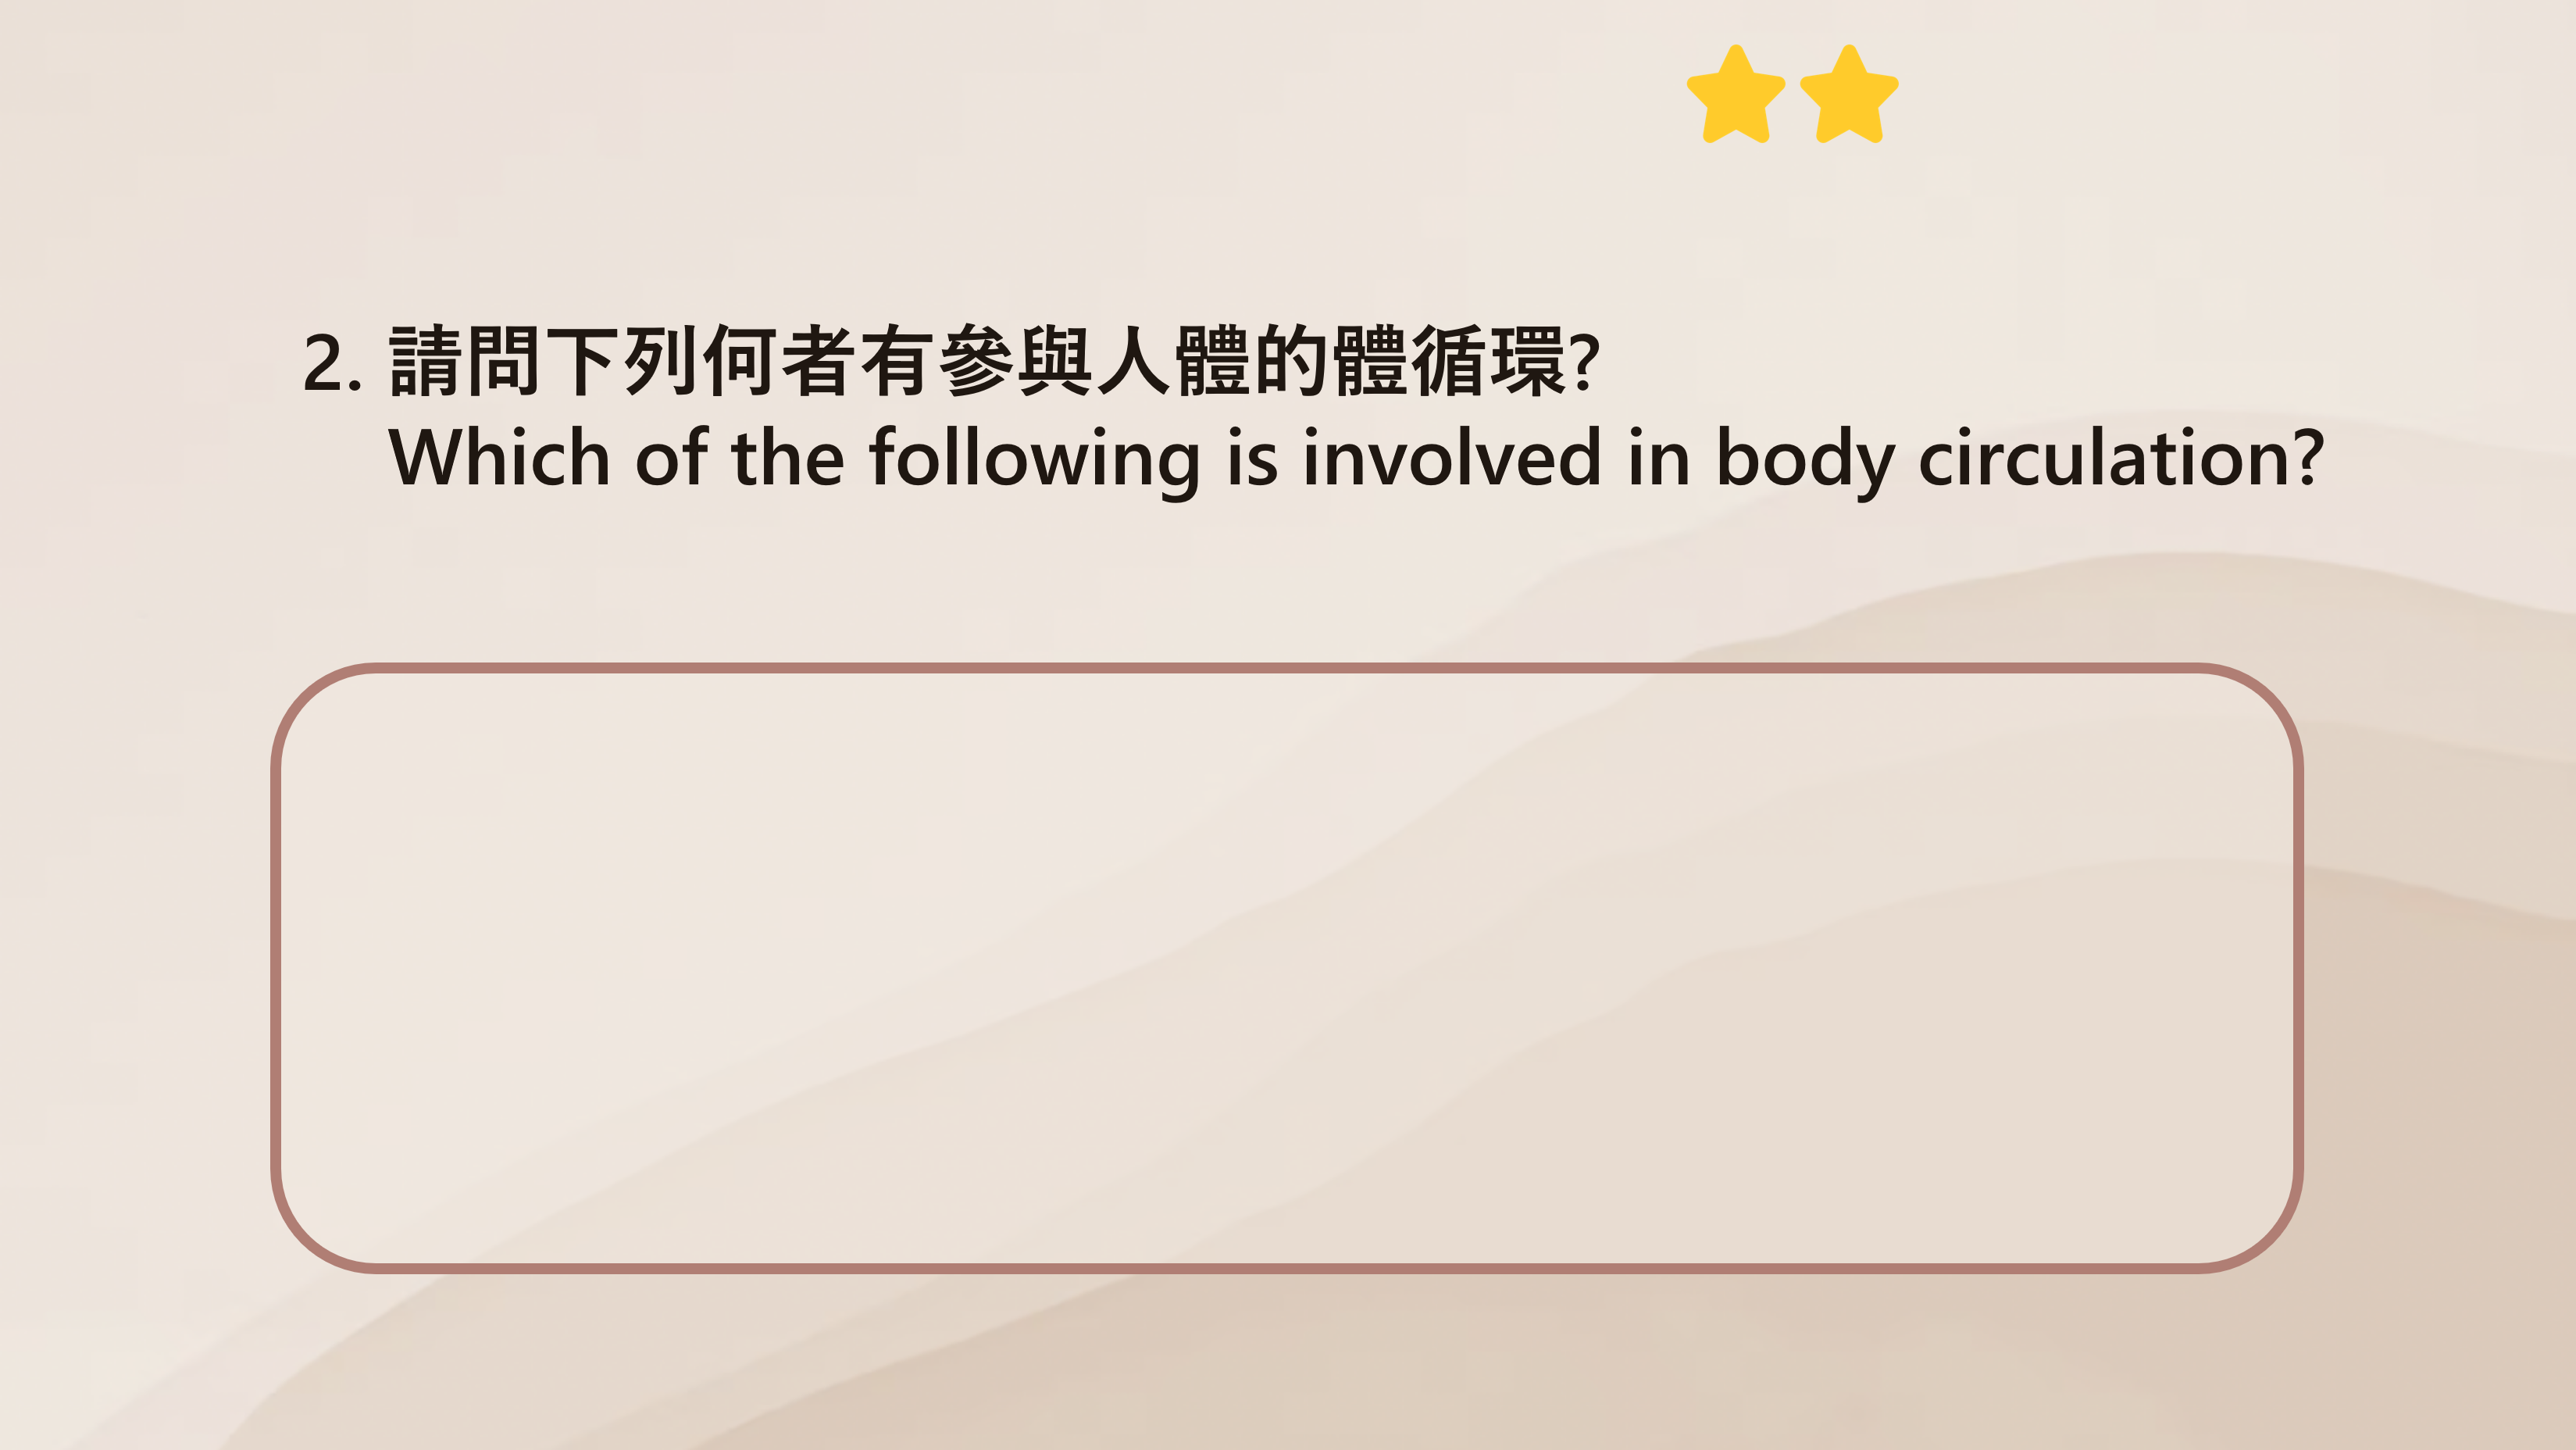 2. 請問下列何者有參與人體的體循環?
Which of the following is involved in body circulation?